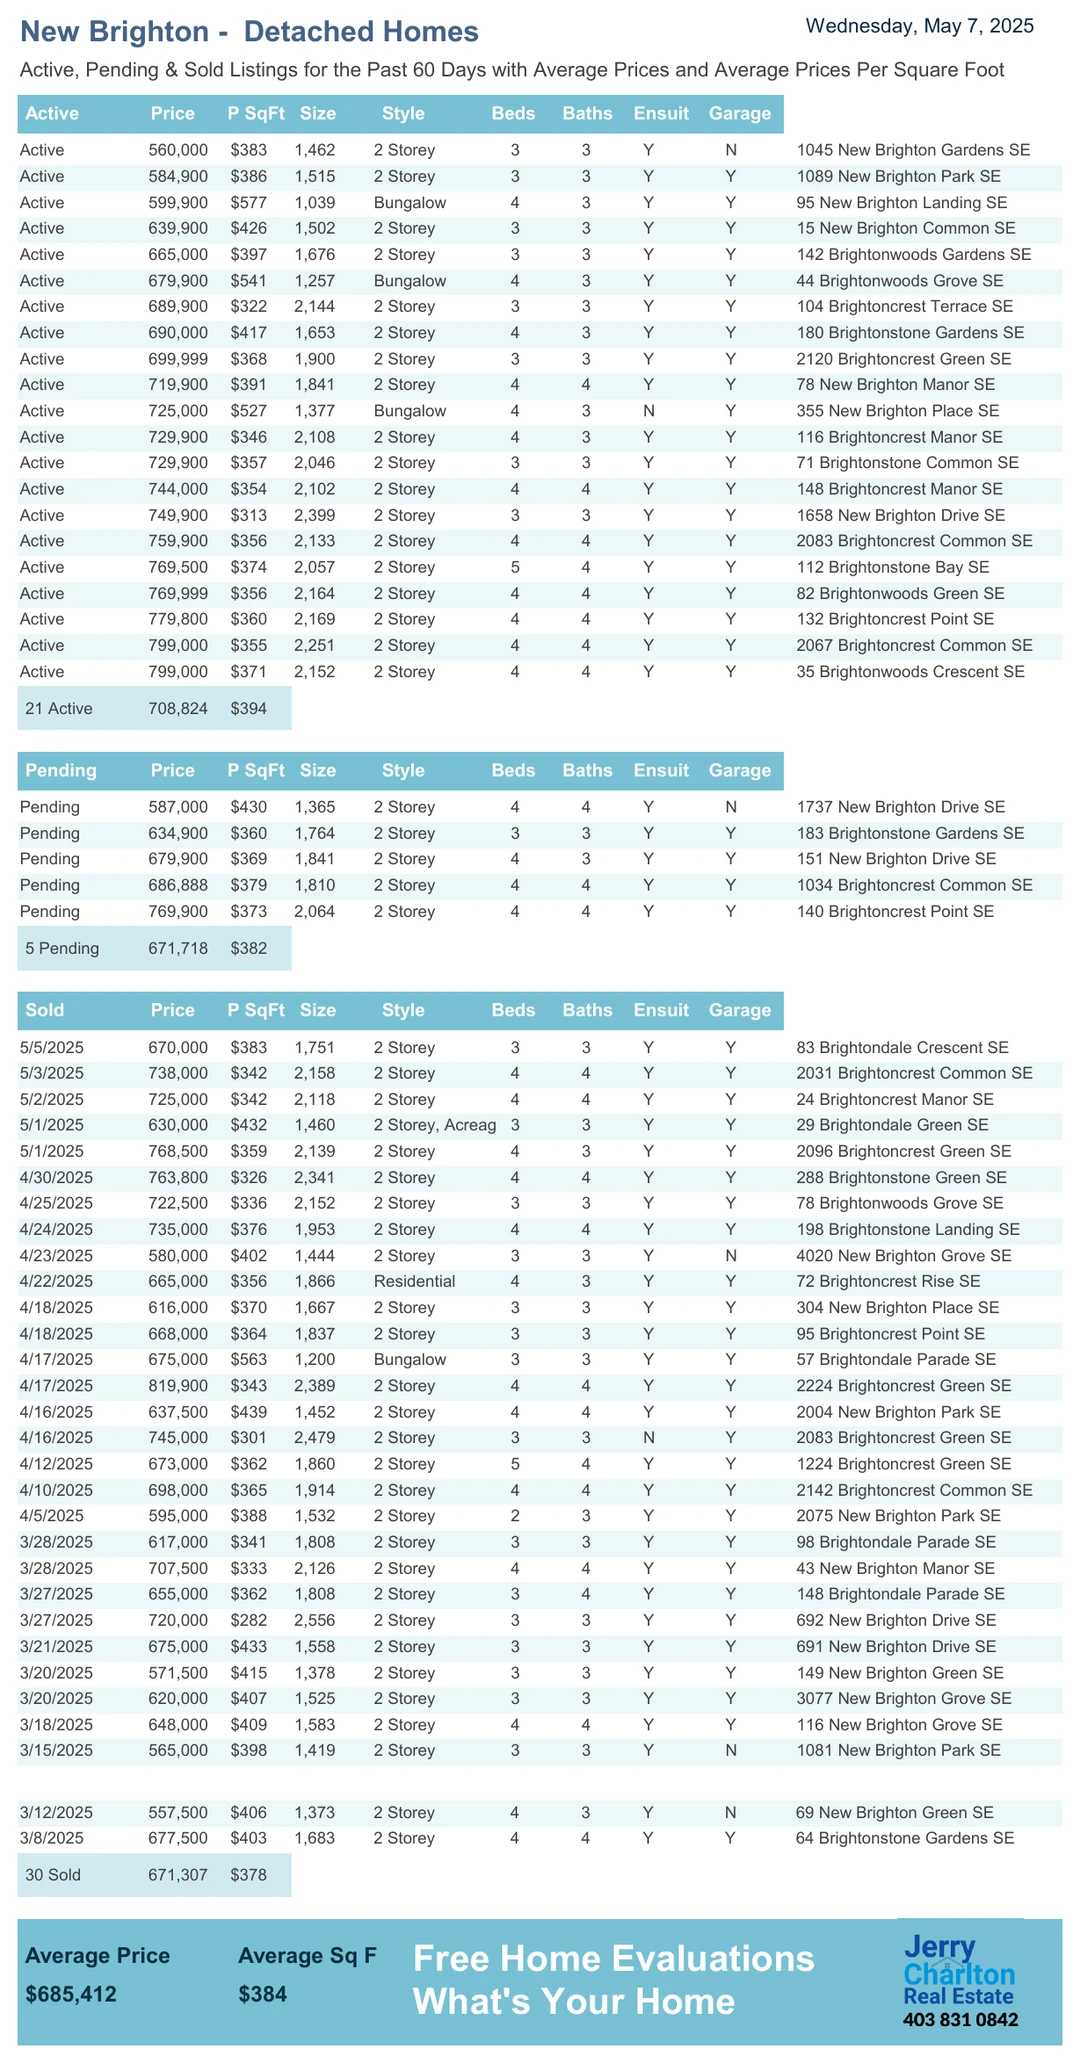 New Brighton - Detached Homes
Wednesday, May 7, 2025
Active, Pending & Sold Listings for the Past 60 Days with Average Prices and Average Prices Per Square Foot
Active Price P SqFt Size Style Beds Baths Ensuit Garage
Active 560,000 $383 1,462 2 Storey 3 3 Y N 1045 New Brighton Gardens SE
Active 584,900 $386 1,515 2 Storey 3 3 Y Y 1089 New Brighton Park SE
Active 599,900 $577 1,039 Bungalow 4 3 Y Y 95 New Brighton Landing SE
Active 639,900 $426 1,502 2 Storey 3 3 Y Y 15 New Brighton Common SE
Active 665,000 $397 1,676 2 Storey 3 3 Y Y 142 Brightonwoods Gardens SE
Active 679,900 $541 1,257 Bungalow 4 3 Y Y 44 Brightonwoods Grove SE
Active 689,900 $322 2,144 2 Storey 3 3 Y Y 104 Brightoncrest Terrace SE
Active 690,000 $417 1,653 2 Storey 4 3 Y Y 180 Brightonstone Gardens SE
Active 699,999 $368 1,900 2 Storey 3 3 Y Y 2120 Brightoncrest Green SE
Active 719,900 $391 1,841 2 Storey 4 4 Y Y 78 New Brighton Manor SE
Active 725,000 $527 1,377 Bungalow 4 3 N Y 355 New Brighton Place SE
Active 729,900 $346 2,108 2 Storey 4 3 Y Y 116 Brightoncrest Manor SE
Active 729,900 $357 2,046 2 Storey 3 3 Y Y 71 Brightonstone Common SE
Active 744,000 $354 2,102 2 Storey 4 4 Y Y 148 Brightoncrest Manor SE
Active 749,900 $313 2,399 2 Storey 3 3 Y Y 1658 New Brighton Drive SE
Active 759,900 $356 2,133 2 Storey 4 4 Y Y 2083 Brightoncrest Common SE
Active 769,500 $374 2,057 2 Storey 5 4 Y Y 112 Brightonstone Bay SE
Active 769,999 $356 2,164 2 Storey 4 4 Y Y 82 Brightonwoods Green SE
Active 779,800 $360 2,169 2 Storey 4 4 Y Y 132 Brightoncrest Point SE
Active 799,000 $355 2,251 2 Storey 4 4 Y Y 2067 Brightoncrest Common SE
Active 799,000 $371 2,152 2 Storey 4 4 Y Y 35 Brightonwoods Crescent SE
21 Active 708,824 $394
Pending Price P SqFt Size Style Beds Baths Ensuit Garage
Pending 587,000 $430 1,365 2 Storey 4 4 Y N 1737 New Brighton Drive SE
Pending 634,900 $360 1,764 2 Storey 3 3 Y Y 183 Brightonstone Gardens SE
Pending 679,900 $369 1,841 2 Storey 4 3 Y Y 151 New Brighton Drive SE
Pending 686,888 $379 1,810 2 Storey 4 4 Y Y 1034 Brightoncrest Common SE
Pending 769,900 $373 2,064 2 Storey 4 4 Y Y 140 Brightoncrest Point SE
5 Pending 671,718 $382
Sold Price P SqFt Size Style Beds Baths Ensuit Garage
5/5/2025 670,000 $383 1,751 2 Storey 3 3 Y Y 83 Brightondale Crescent SE
5/3/2025 738,000 $342 2,158 2 Storey 4 4 Y Y 2031 Brightoncrest Common SE
5/2/2025 725,000 $342 2,118 2 Storey 4 4 Y Y 24 Brightoncrest Manor SE
5/1/2025 630,000 $432 1,460 2 Storey, Acreag 3 3 Y Y 29 Brightondale Green SE
5/1/2025 768,500 $359 2,139 2 Storey 4 3 Y Y 2096 Brightoncrest Green SE
4/30/2025 763,800 $326 2,341 2 Storey 4 4 Y Y 288 Brightonstone Green SE
4/25/2025 722,500 $336 2,152 2 Storey 3 3 Y Y 78 Brightonwoods Grove SE
4/24/2025 735,000 $376 1,953 2 Storey 4 4 Y Y 198 Brightonstone Landing SE
4/23/2025 580,000 $402 1,444 2 Storey 3 3 Y N 4020 New Brighton Grove SE
4/22/2025 665,000 $356 1,866 Residential 4 3 Y Y 72 Brightoncrest Rise SE
4/18/2025 616,000 $370 1,667 2 Storey 3 3 Y Y 304 New Brighton Place SE
4/18/2025 668,000 $364 1,837 2 Storey 3 3 Y Y 95 Brightoncrest Point SE
4/17/2025 675,000 $563 1,200 Bungalow 3 3 Y Y 57 Brightondale Parade SE
4/17/2025 819,900 $343 2,389 2 Storey 4 4 Y Y 2224 Brightoncrest Green SE
4/16/2025 637,500 $439 1,452 2 Storey 4 4 Y Y 2004 New Brighton Park SE
4/16/2025 745,000 $301 2,479 2 Storey 3 3 N Y 2083 Brightoncrest Green SE
4/12/2025 673,000 $362 1,860 2 Storey 5 4 Y Y 1224 Brightoncrest Green SE
4/10/2025 698,000 $365 1,914 2 Storey 4 4 Y Y 2142 Brightoncrest Common SE
4/5/2025 595,000 $388 1,532 2 Storey 2 3 Y Y 2075 New Brighton Park SE
3/28/2025 617,000 $341 1,808 2 Storey 3 3 Y Y 98 Brightondale Parade SE
3/28/2025 707,500 $333 2,126 2 Storey 4 4 Y Y 43 New Brighton Manor SE
3/27/2025 655,000 $362 1,808 2 Storey 3 4 Y Y 148 Brightondale Parade SE
3/27/2025 720,000 $282 2,556 2 Storey 3 3 Y Y 692 New Brighton Drive SE
3/21/2025 675,000 $433 1,558 2 Storey 3 3 Y Y 691 New Brighton Drive SE
3/20/2025 571,500 $415 1,378 2 Storey 3 3 Y Y 149 New Brighton Green SE
3/20/2025 620,000 $407 1,525 2 Storey 3 3 Y Y 3077 New Brighton Grove SE
3/18/2025 648,000 $409 1,583 2 Storey 4 4 Y Y 116 New Brighton Grove SE
3/15/2025 565,000 $398 1,419 2 Storey 3 3 Y N 1081 New Brighton Park SE
3/12/2025 557,500 $406 1,373 2 Storey 4 3 Y N 69 New Brighton Green SE
3/8/2025 677,500 $403 1,683 2 Storey 4 4 Y Y 64 Brightonstone Gardens SE
30 Sold 671,307 $378
Average Price Average Sq F
$685,412 $384
Free Home Evaluations
What's Your Home
Jerry
Charlton
Real Estate
403 831 0842